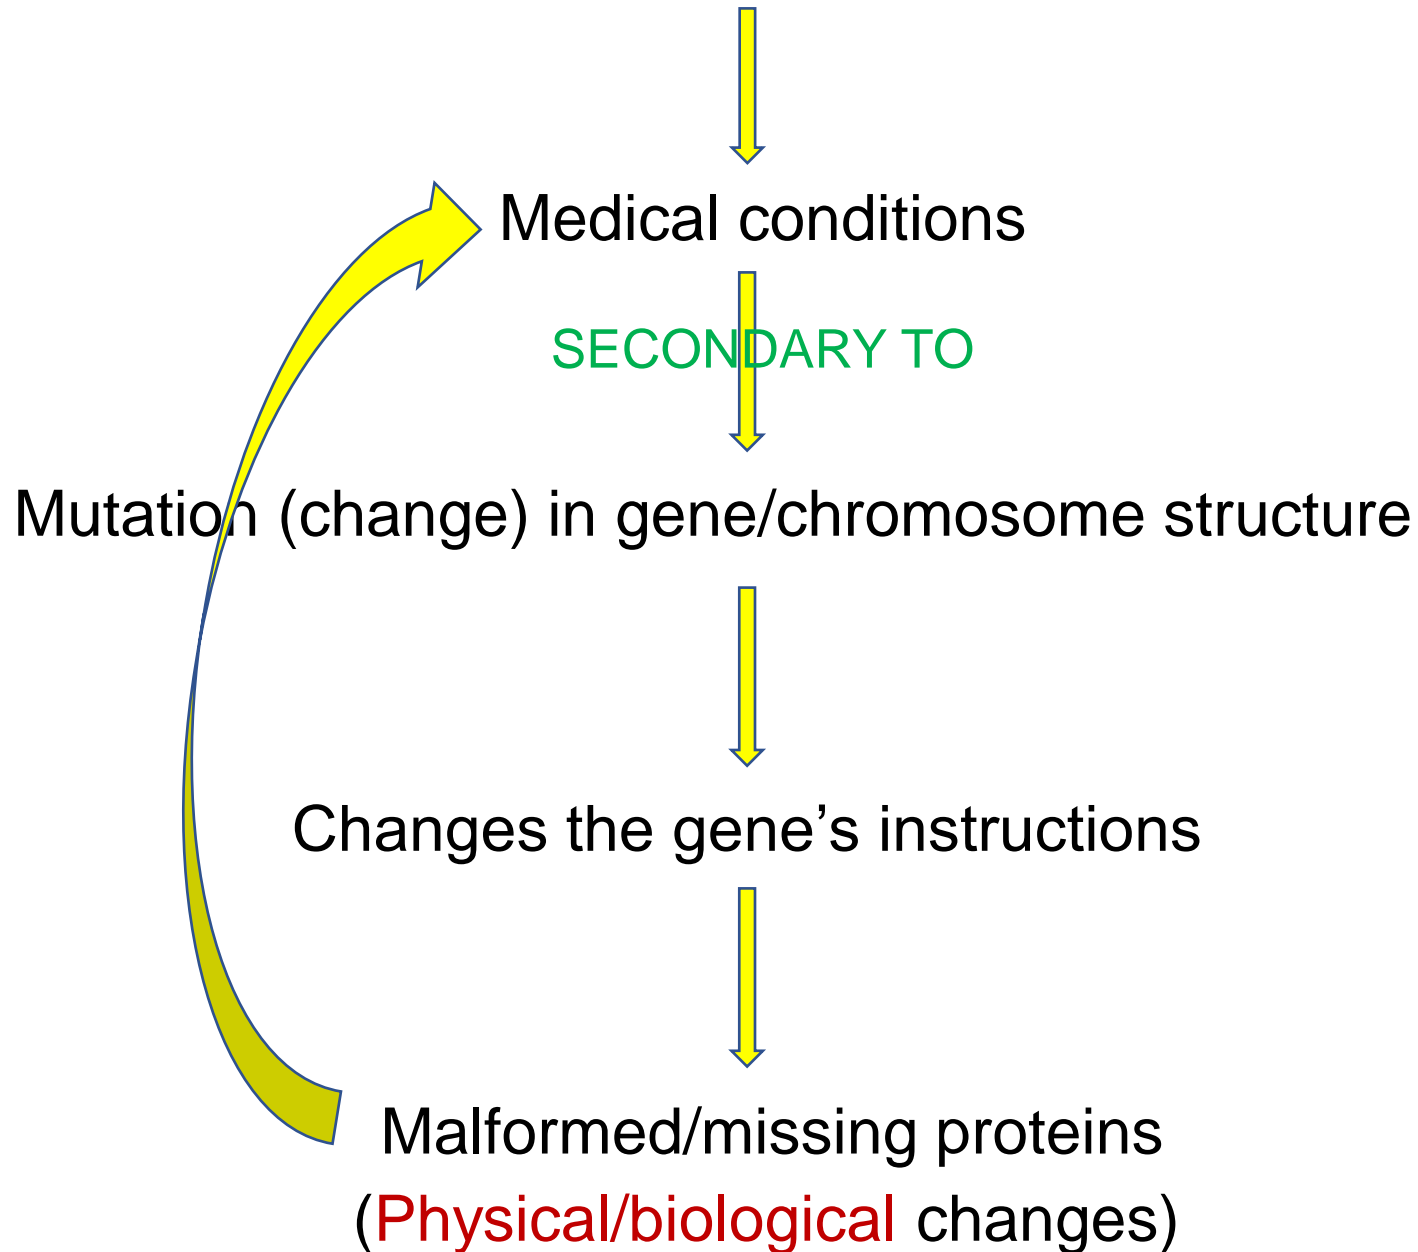 Medical conditions
SECONDARY TO
Mutation (change) in gene/chromosome structure
Changes the gene’s instructions
Malformed/missing proteins
(Physical/biological changes)